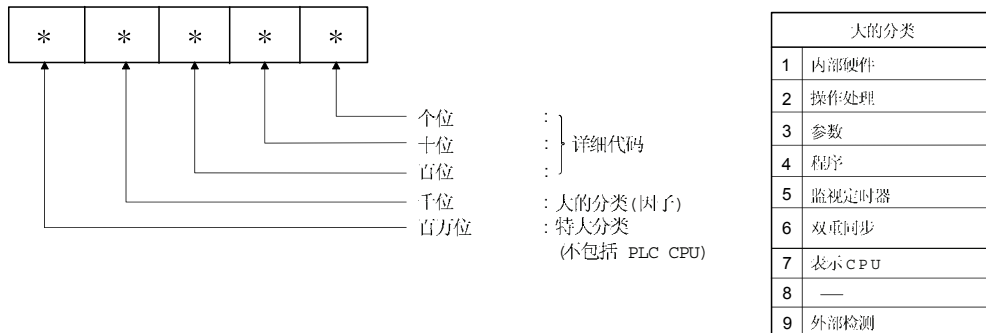 * * * * *
个位 :
十位 : 详细代码
百位 :
千位 : 大的分类(因子)
百万位 : 特大分类
(不包括 PLC CPU)
大的分类
1 内部硬件
2 操作处理
3 参数
4 程序
5 监视定时器
6 双重同步
7 表示CPU
8 —
9 外部检测